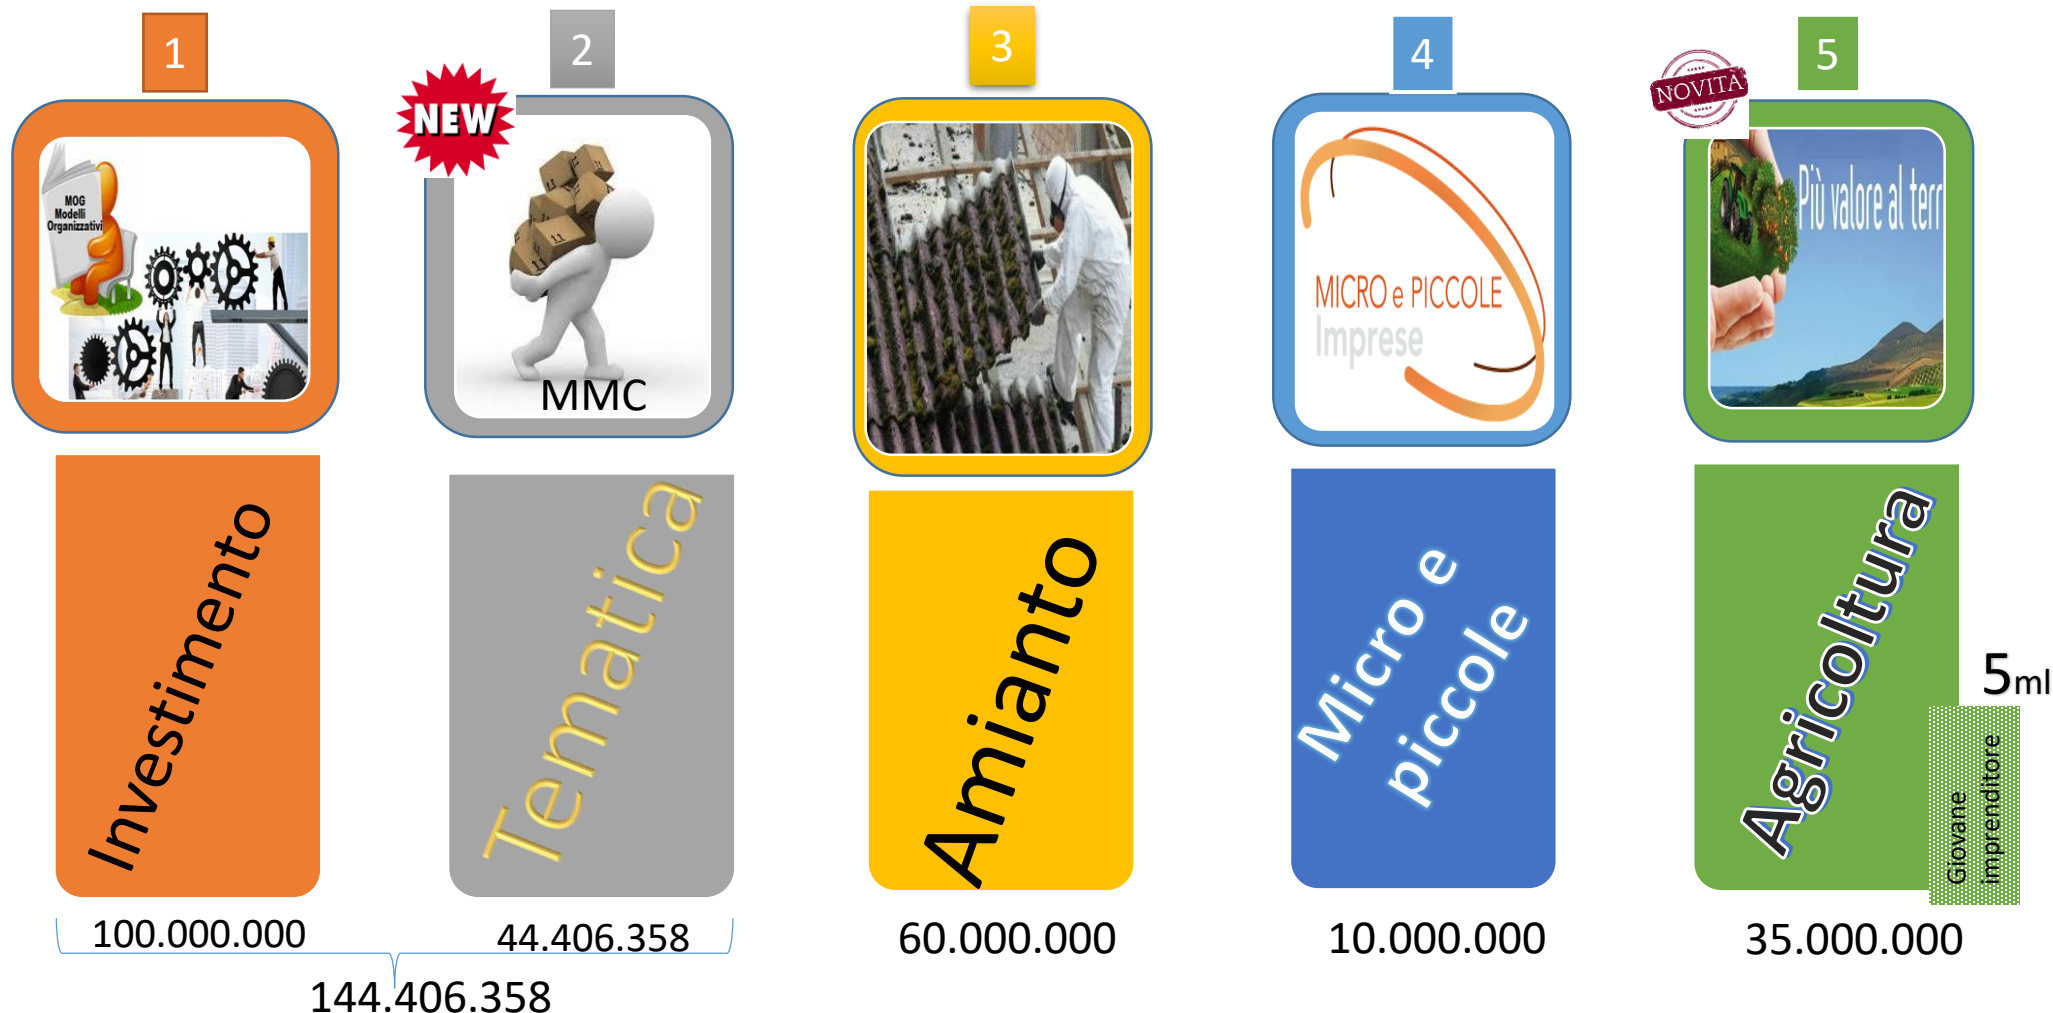 1
2
3
4
5
NEW
NOVITÀ
MOG
Modelli
Organizzativi
MMC
MICRO e PICCOLE
Imprese
Più valore al terr
Investimento
Tematica
Amianto
Micro e
piccole
Agricoltura
5ml
Giovane
imprenditore
100.000.000
44.406.358
60.000.000
10.000.000
35.000.000
144.406.358